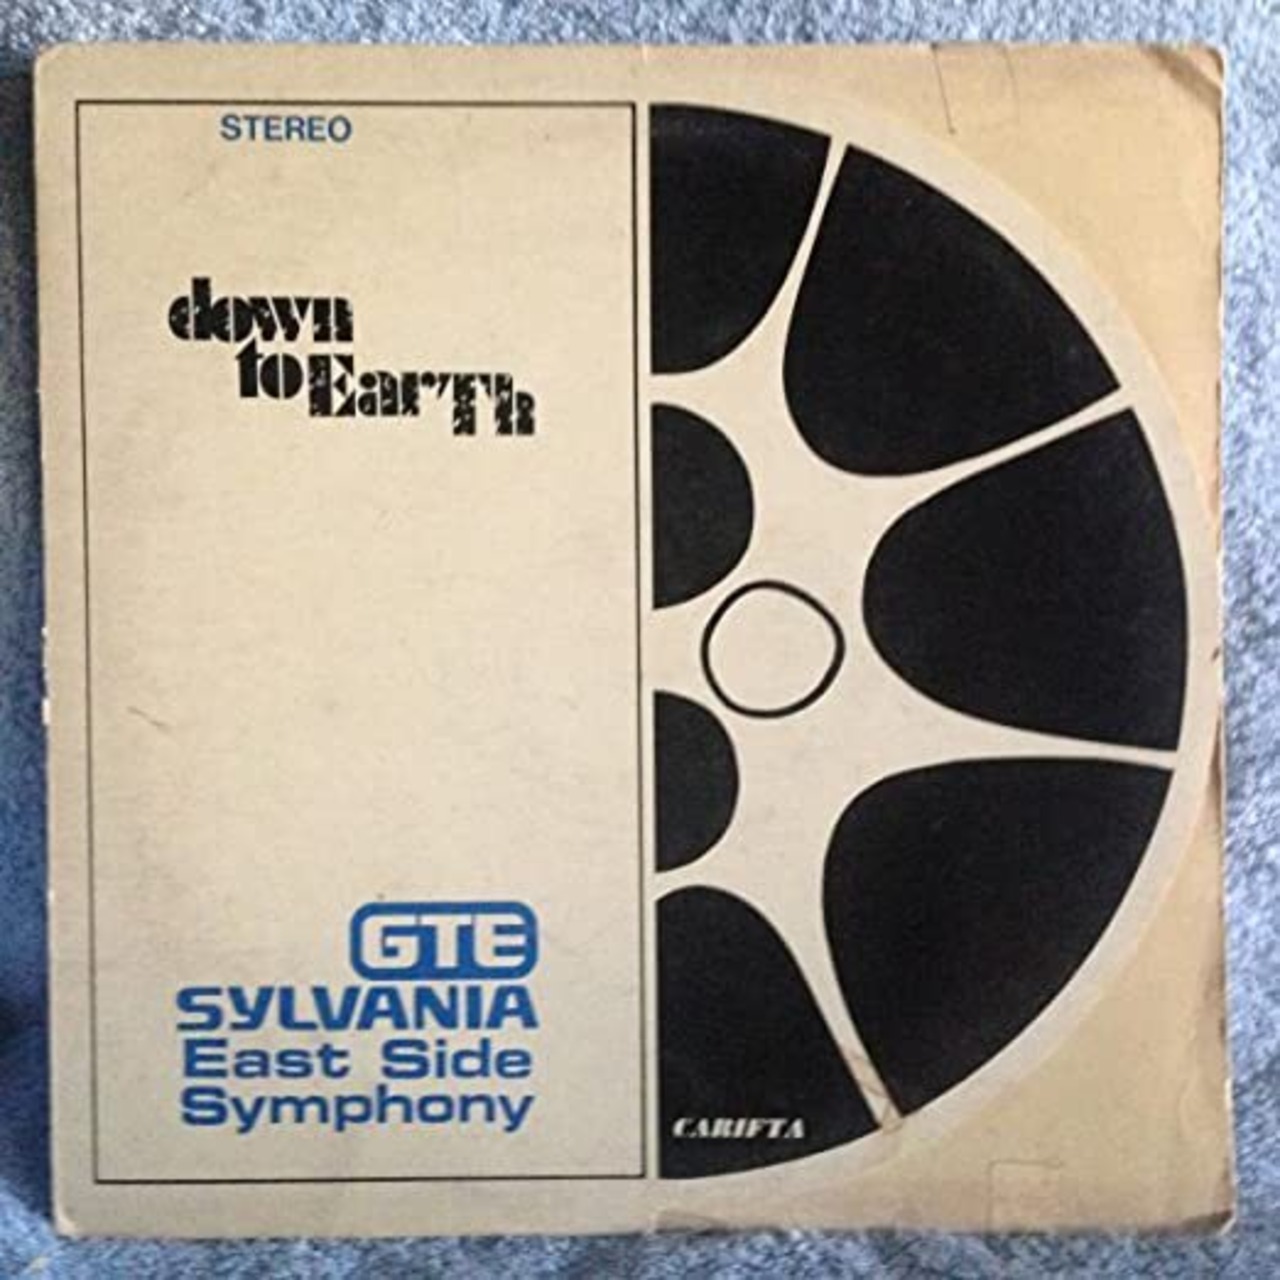 STEREO
down
to Earth
GTE
SYLVANIA
East Side
Symphony
CARIFTA